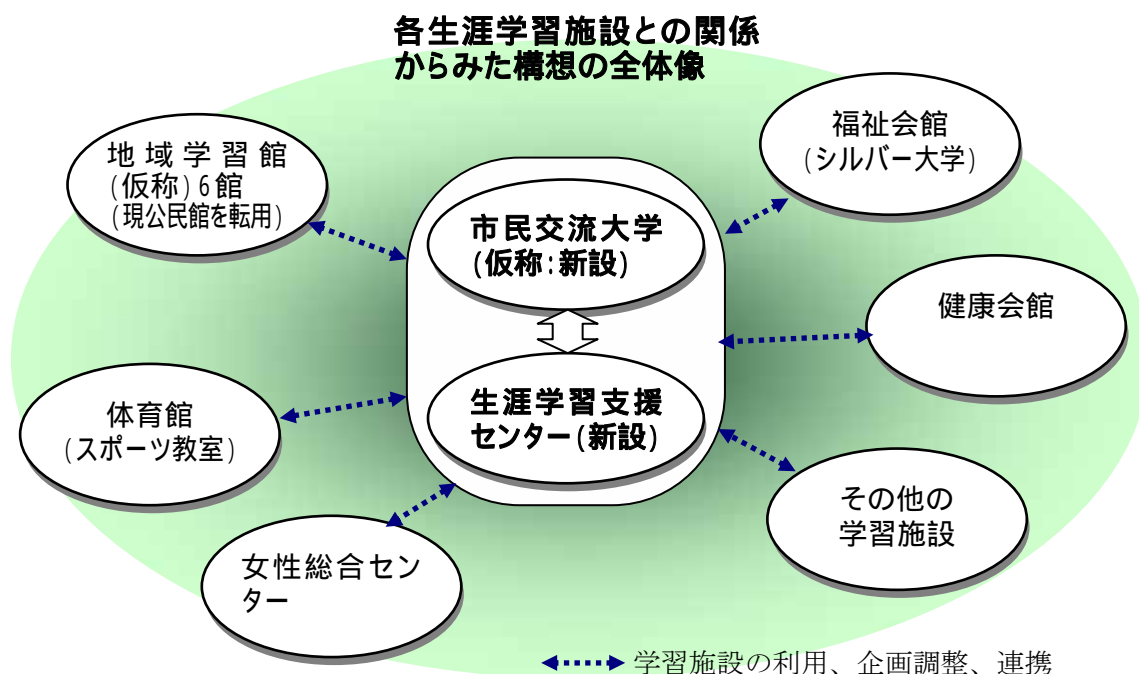 各生涯学習施設との関係
からみた構想の全体像
地域学習館
(仮称)6館
(現公民館を転用)
福祉会館
(シルバー大学)
市民交流大学
(仮称:新設)
健康会館
体育館
(スポーツ教室)
生涯学習支援
センター(新設)
その他の
学習施設
女性総合セン
ター
学習施設の利用、企画調整、連携